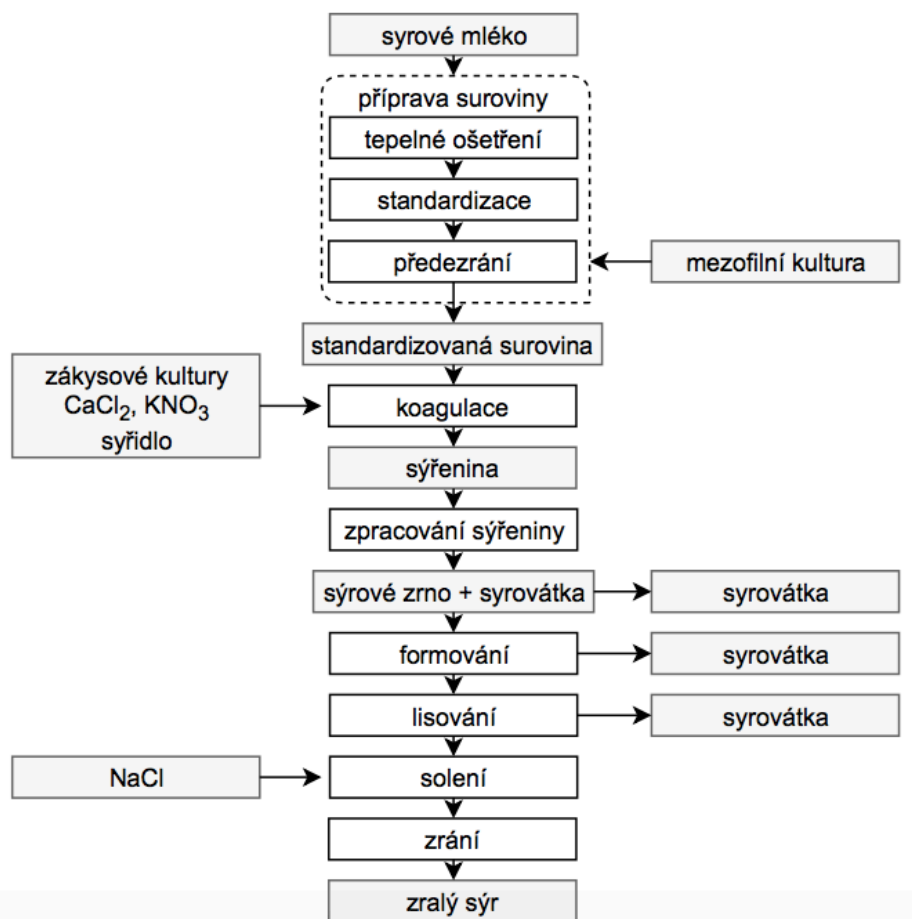 syrové mléko
příprava suroviny
tepelné ošetření
standardizace
předezrání
mezofilní kultura
standardizovaná surovina
zákysové kultury
CaCl₂, KNO₃
syřidlo
koagulace
sýřenina
zpracování sýřeniny
sýrové zrno + syrovátka
syrovátka
formování
syrovátka
lisování
syrovátka
NaCl
solení
zrání
zralý sýr